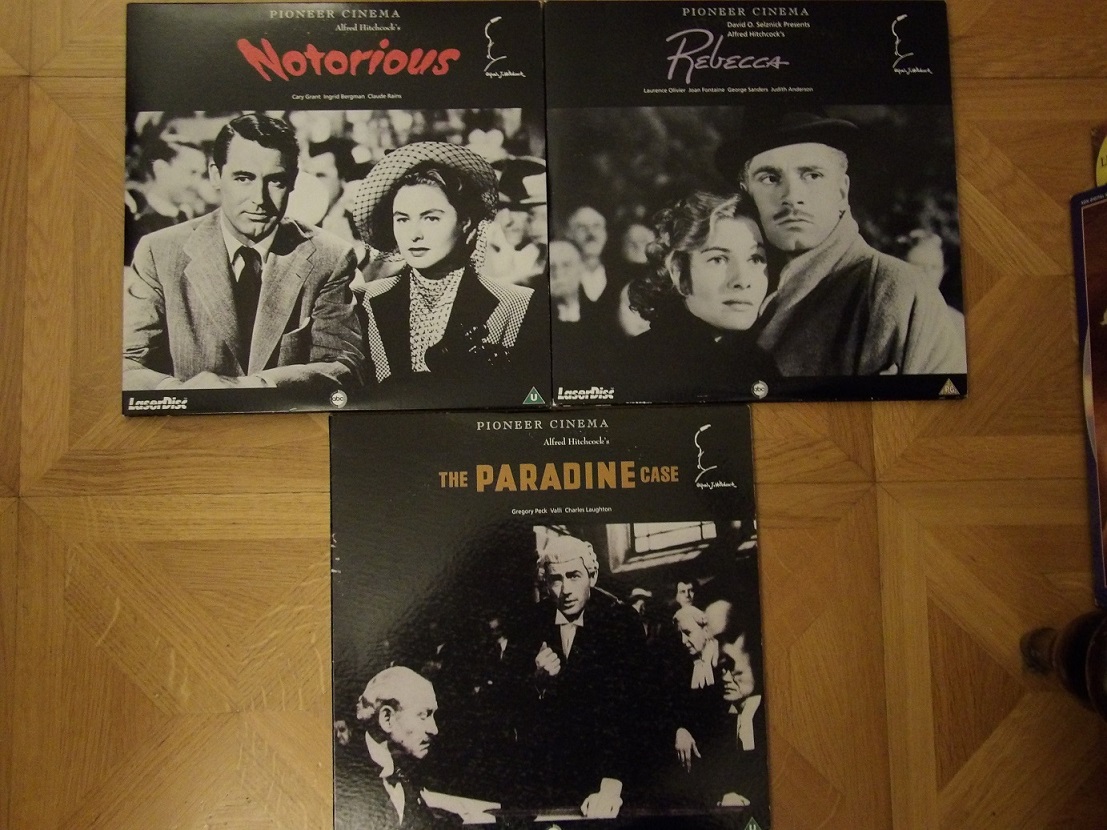 PIONEER CINEMA
Alfred Hitchcock's
Notorious
Cary Grant Ingrid Bergman Claude Rains
LaserDisc
abc
U
PIONEER CINEMA
David O. Selznick Presents
Alfred Hitchcock's
REBECCA
Laurence Olivier Joan Fontaine George Sanders Judith Anderson
LaserDisc
abc
PG
PIONEER CINEMA
Alfred Hitchcock's
THE PARADINE CASE
Gregory Peck Valli Charles Laughton
U